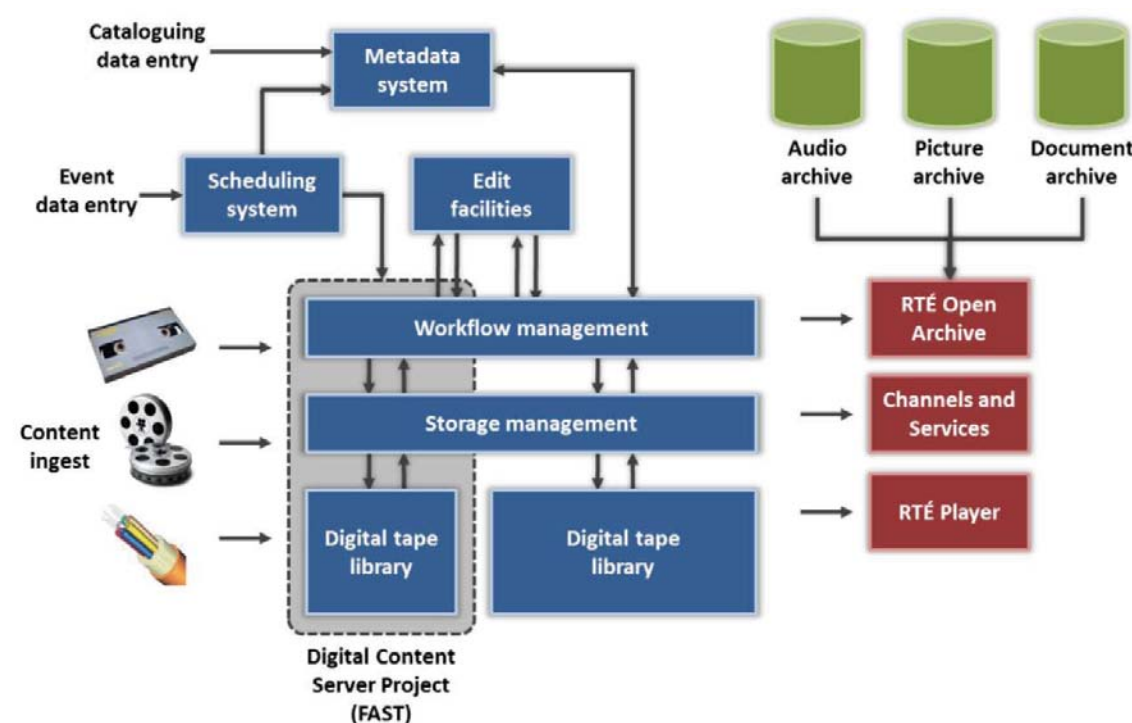 Cataloguing
data entry
Metadata
system
Audio
archive
Picture
archive
Document
archive
Event
data entry
Scheduling
system
Edit
facilities
Workflow management
RTÉ Open
Archive
Content
ingest
Storage management
Channels and
Services
Digital tape
library
Digital tape
library
RTÉ Player
Digital Content
Server Project
(FAST)